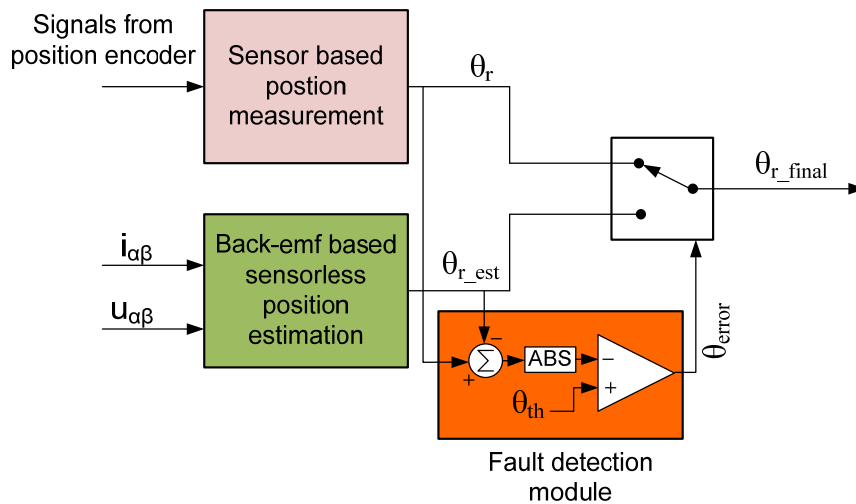 Signals from
position encoder
Sensor based
postion
measurement
θr
θr_final
iαβ
uαβ
Back-emf based
sensorless
position
estimation
θr_est
−
+
Σ
ABS
−
+
θth
θerror
Fault detection
module